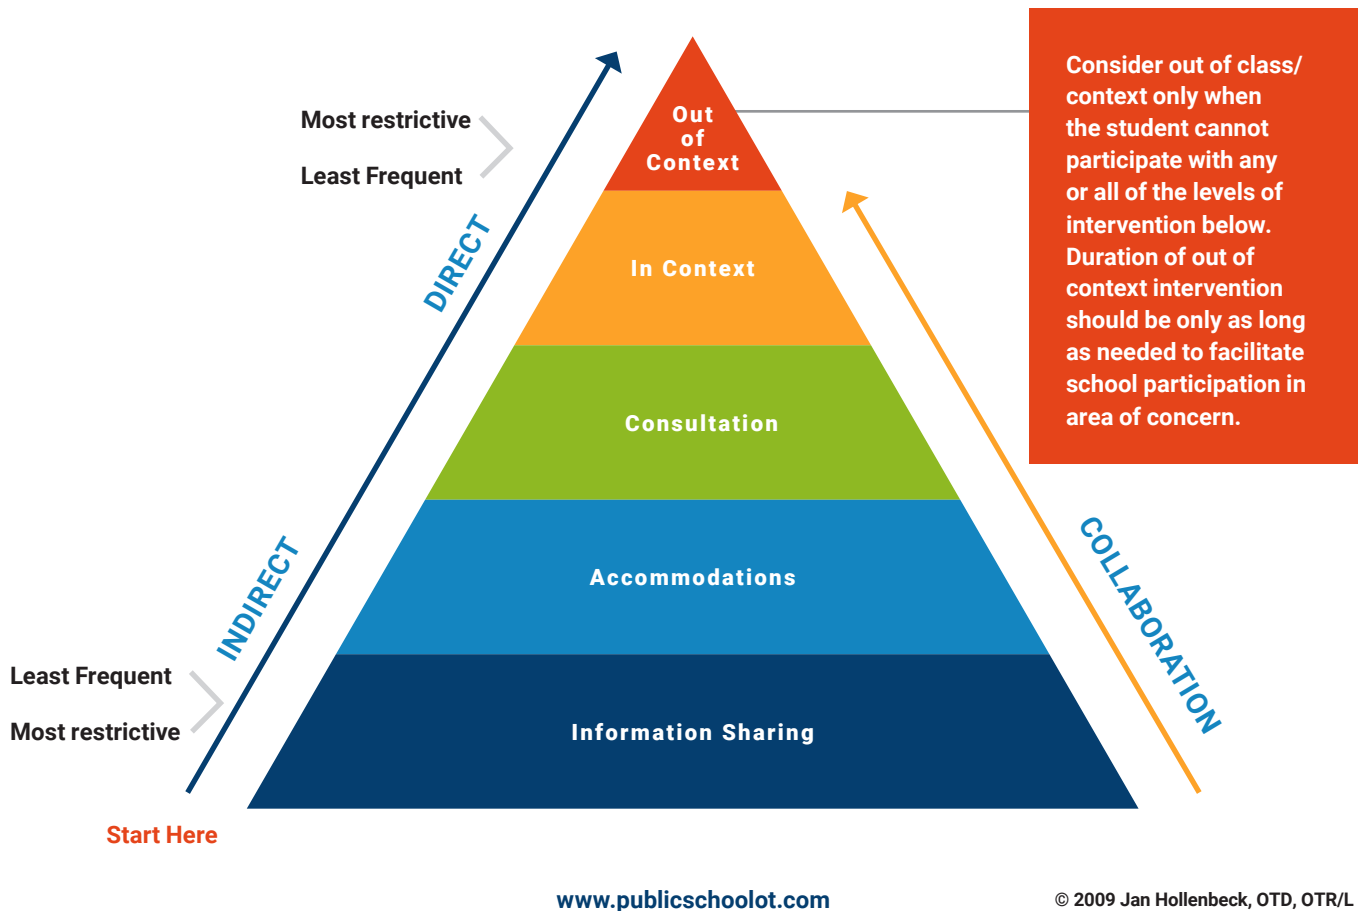 Most restrictive
Least Frequent
DIRECT
INDIRECT
Least Frequent
Most restrictive
Start Here
Out
of
Context
In Context
Consultation
Accommodations
Information Sharing
Consider out of class/
context only when
the student cannot
participate with any
or all of the levels of
intervention below.
Duration of out of
context intervention
should be only as long
as needed to facilitate
school participation in
area of concern.
COLLABORATION
www.publicschoolot.com
© 2009 Jan Hollenbeck, OTD, OTR/L